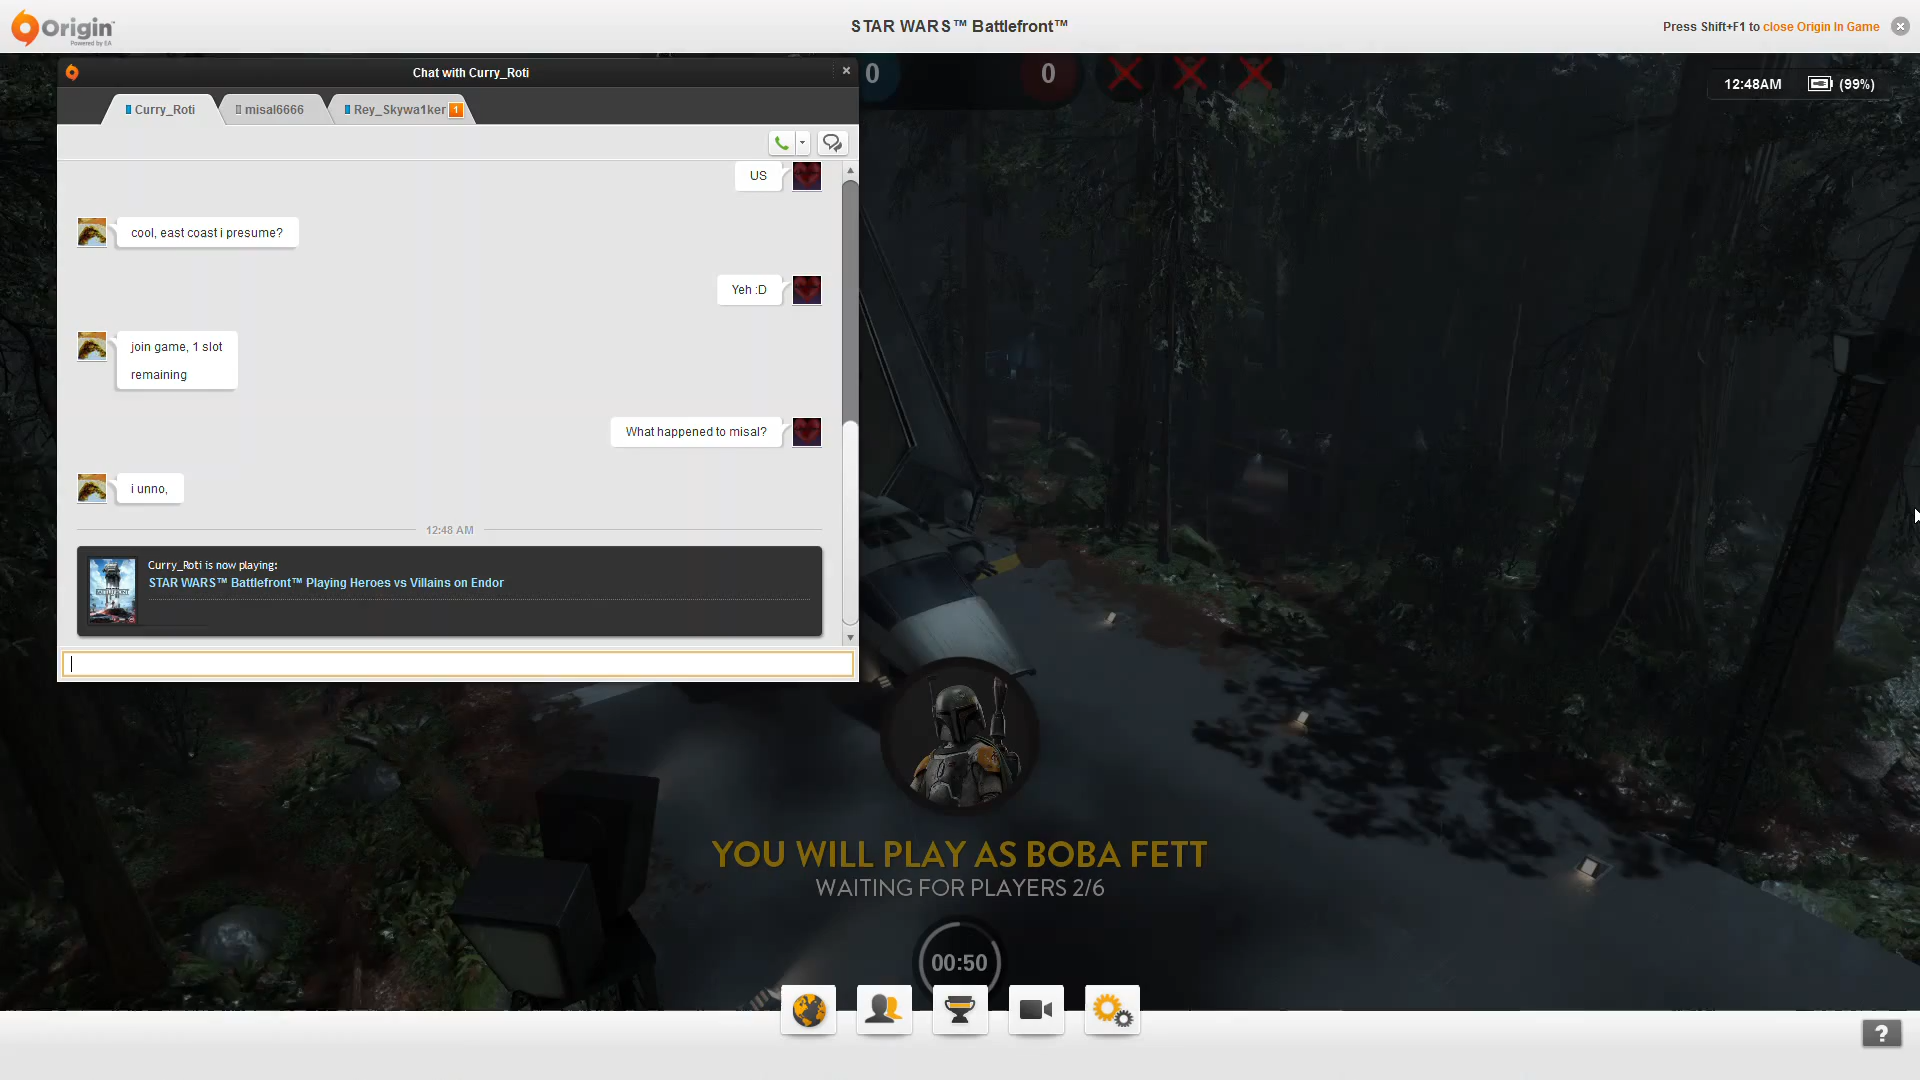 Origin
Powered by EA
STAR WARS™ Battlefront™
Press Shift+F1 to close Origin In Game
Chat with Curry_Roti
0
0
12:48AM
(99%)
Curry_Roti
misal6666
Rey_Skywa1ker
1
US
cool, east coast i presume?
Yeh :D
join game, 1 slot
remaining
What happened to misal?
i unno,
12:48 AM
Curry_Roti is now playing:
STAR WARS™ Battlefront™ Playing Heroes vs Villains on Endor
YOU WILL PLAY AS BOBA FETT
WAITING FOR PLAYERS 2/6
00:50
?